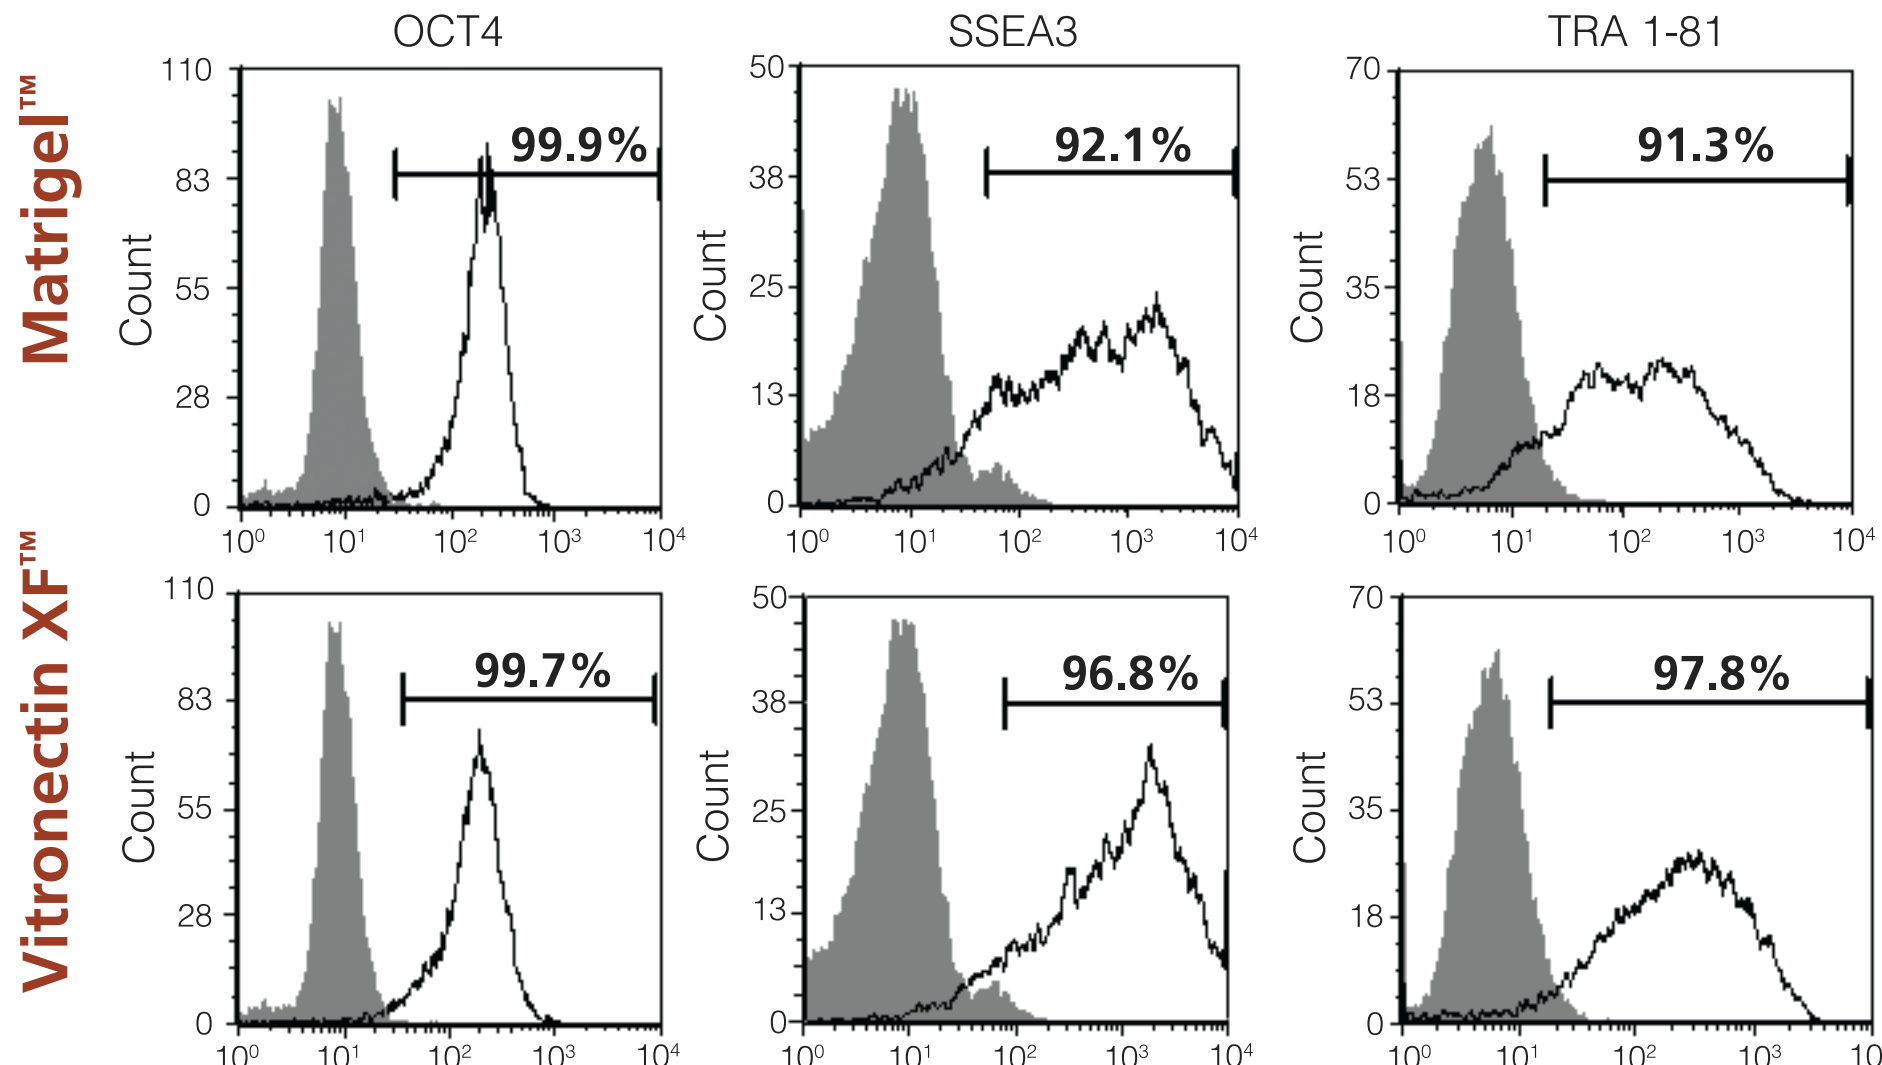 OCT4
SSEA3
TRA 1-81
Matrigel™
110
83
55
28
0
Count
99.9%
10⁰ 10¹ 10² 10³ 10⁴
50
38
25
13
0
Count
92.1%
10⁰ 10¹ 10² 10³ 10⁴
70
53
35
18
0
Count
91.3%
10⁰ 10¹ 10² 10³ 10⁴
Vitronectin XF™
110
83
55
28
0
Count
99.7%
10⁰ 10¹ 10² 10³ 10⁴
50
38
25
13
0
Count
96.8%
10⁰ 10¹ 10² 10³ 10⁴
70
53
35
18
0
Count
97.8%
10⁰ 10¹ 10² 10³ 10